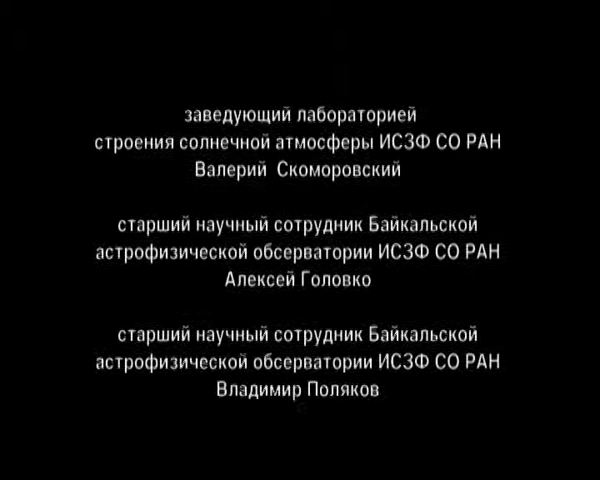 заведующий лабораторией
строения солнечной атмосферы ИСЗФ СО РАН
Валерий Скоморовский
старший научный сотрудник Байкальской
астрофизической обсерватории ИСЗФ СО РАН
Алексей Головко
старший научный сотрудник Байкальской
астрофизической обсерватории ИСЗФ СО РАН
Владимир Поляков